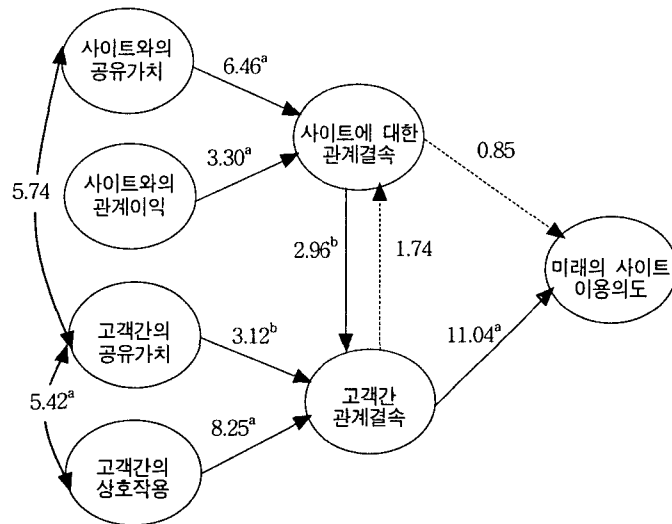 사이트와의
공유가치
6.46ᵃ
사이트에 대한
관계결속
0.85
3.30ᵃ
사이트와의
관계이익
5.74
2.96ᵇ
1.74
미래의 사이트
이용의도
고객간의
공유가치
3.12ᵇ
11.04ᵃ
5.42ᵃ
고객간
관계결속
8.25ᵃ
고객간의
상호작용